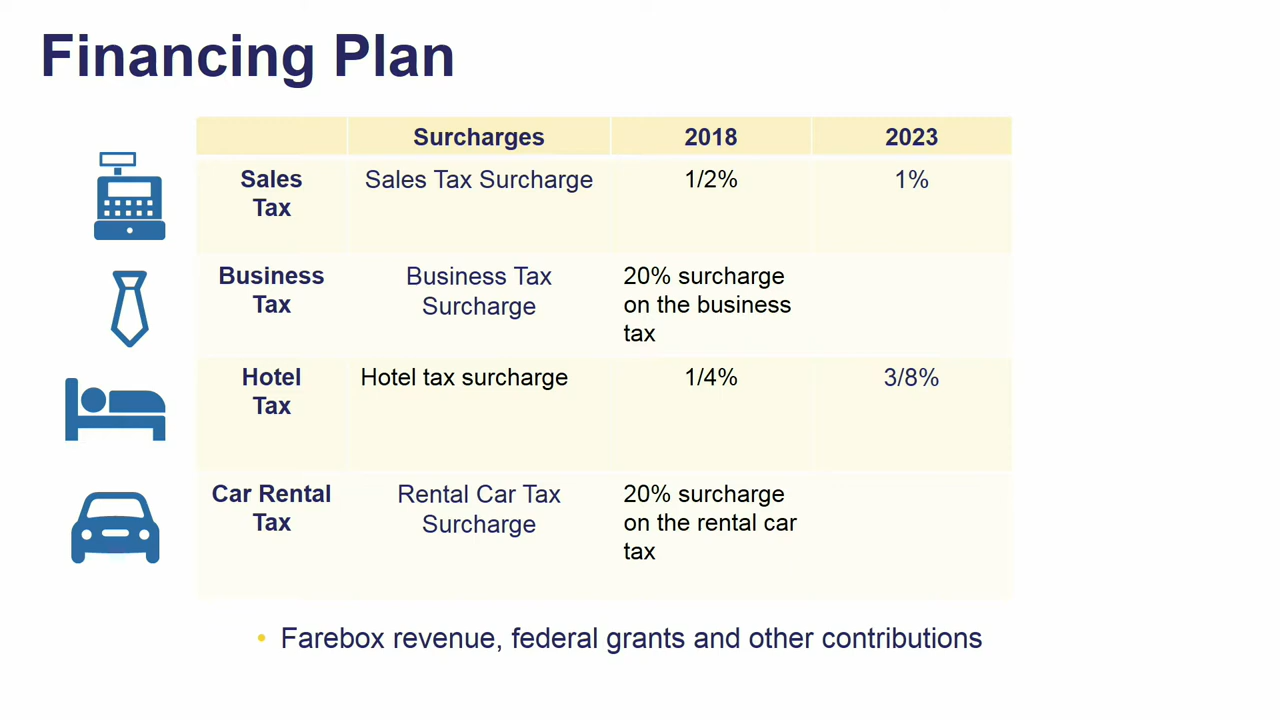 Financing Plan
Surcharges 2018 2023
Sales Tax Sales Tax Surcharge 1/2% 1%
Business Tax Business Tax Surcharge 20% surcharge on the business tax
Hotel Tax Hotel tax surcharge 1/4% 3/8%
Car Rental Tax Rental Car Tax Surcharge 20% surcharge on the rental car tax
• Farebox revenue, federal grants and other contributions